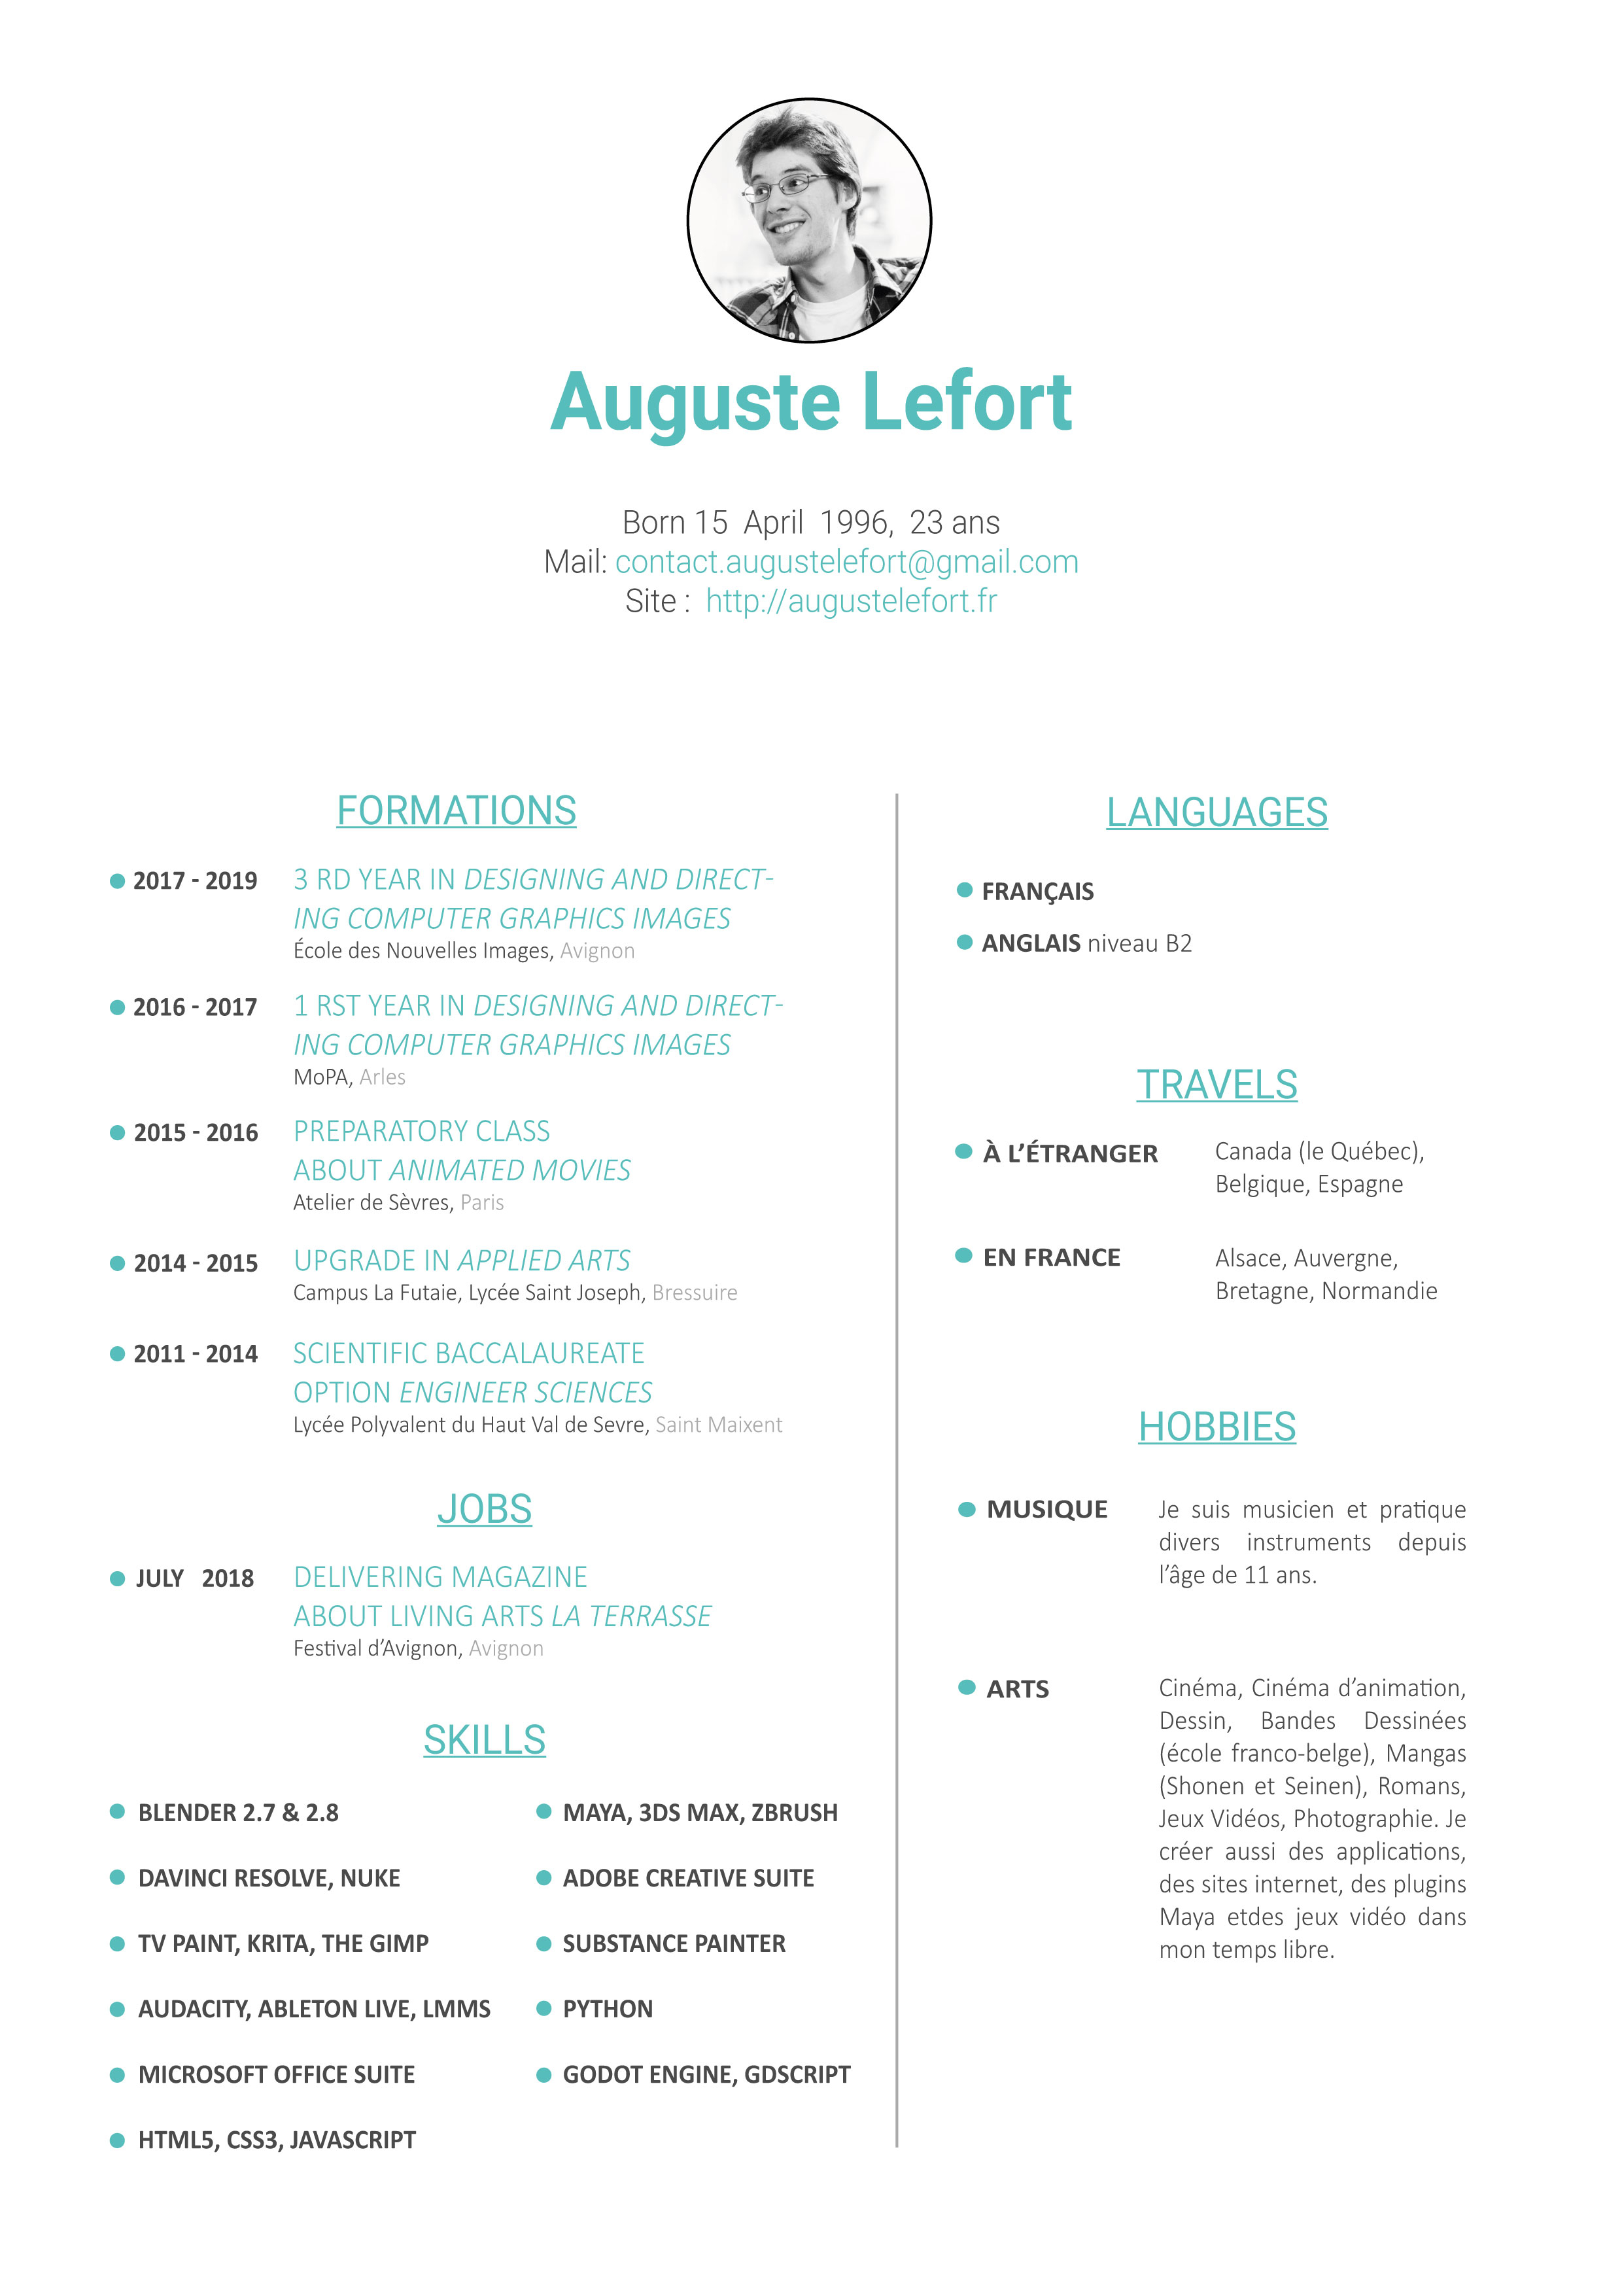 Auguste Lefort
Born 15 April 1996, 23 ans
Mail: contact.augustelefort@gmail.com
Site : http://augustelefort.fr
FORMATIONS
2017 - 2019
3 RD YEAR IN DESIGNING AND DIRECT-
ING COMPUTER GRAPHICS IMAGES
École des Nouvelles Images, Avignon
2016 - 2017
1 RST YEAR IN DESIGNING AND DIRECT-
ING COMPUTER GRAPHICS IMAGES
MoPA, Arles
2015 - 2016
PREPARATORY CLASS
ABOUT ANIMATED MOVIES
Atelier de Sèvres, Paris
2014 - 2015
UPGRADE IN APPLIED ARTS
Campus La Futaie, Lycée Saint Joseph, Bressuire
2011 - 2014
SCIENTIFIC BACCALAUREATE
OPTION ENGINEER SCIENCES
Lycée Polyvalent du Haut Val de Sevre, Saint Maixent
JOBS
JULY 2018
DELIVERING MAGAZINE
ABOUT LIVING ARTS LA TERRASSE
Festival d’Avignon, Avignon
SKILLS
BLENDER 2.7 & 2.8
DAVINCI RESOLVE, NUKE
TV PAINT, KRITA, THE GIMP
AUDACITY, ABLETON LIVE, LMMS
MICROSOFT OFFICE SUITE
HTML5, CSS3, JAVASCRIPT
MAYA, 3DS MAX, ZBRUSH
ADOBE CREATIVE SUITE
SUBSTANCE PAINTER
PYTHON
GODOT ENGINE, GDSCRIPT
LANGUAGES
FRANÇAIS
ANGLAIS niveau B2
TRAVELS
À L’ÉTRANGER
Canada (le Québec),
Belgique, Espagne
EN FRANCE
Alsace, Auvergne,
Bretagne, Normandie
HOBBIES
MUSIQUE
Je suis musicien et pratique
divers instruments depuis
l’âge de 11 ans.
ARTS
Cinéma, Cinéma d’animation,
Dessin, Bandes Dessinées
(école franco-belge), Mangas
(Shonen et Seinen), Romans,
Jeux Vidéos, Photographie. Je
créer aussi des applications,
des sites internet, des plugins
Maya etdes jeux vidéo dans
mon temps libre.